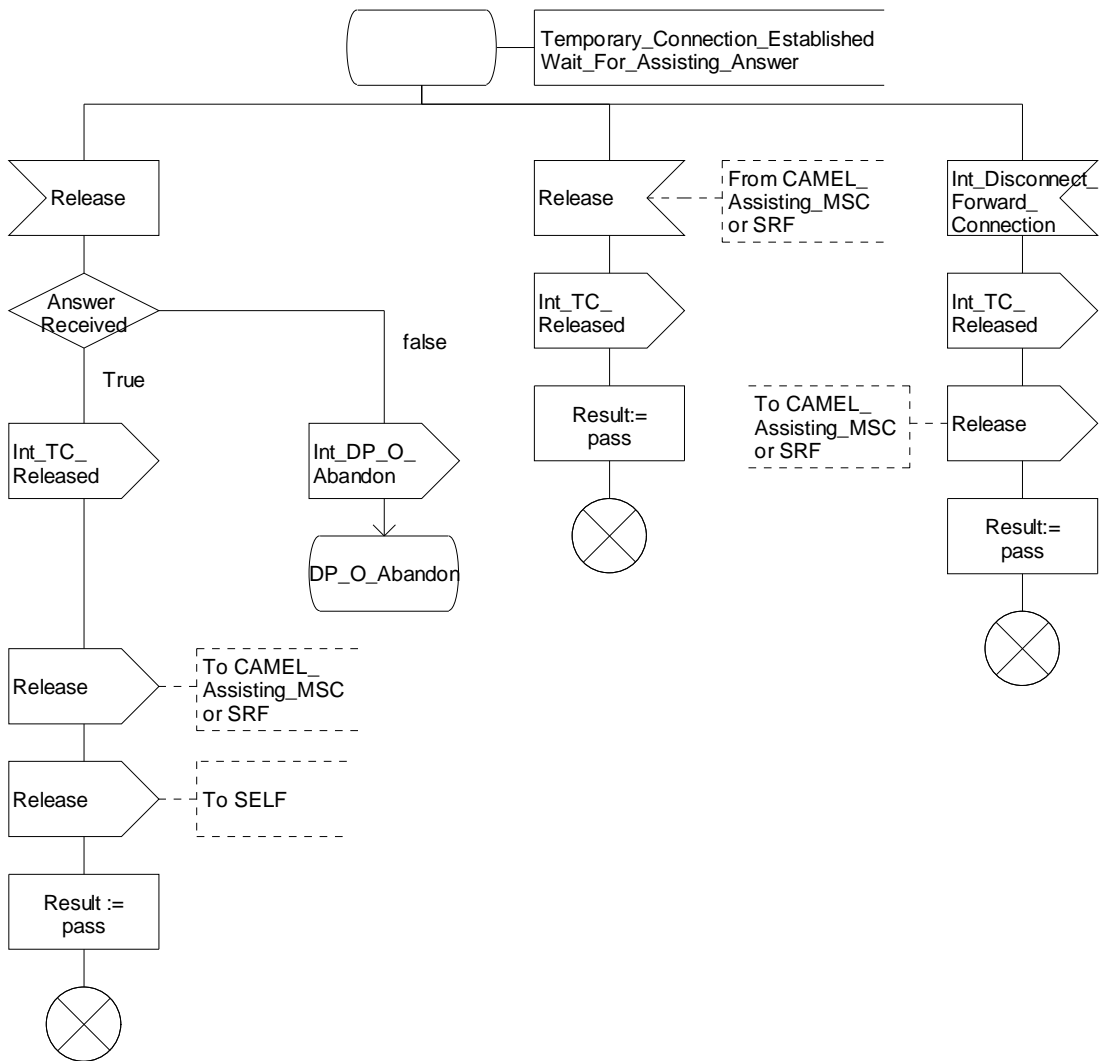 Temporary_Connection_Established
Wait_For_Assisting_Answer
Release
Release
From CAMEL_
Assisting_MSC
or SRF
Int_Disconnect_
Forward_
Connection
Answer
Received
false
True
Int_TC_
Released
Int_TC_
Released
Int_TC_
Released
Int_DP_O_
Abandon
Result:=
pass
To CAMEL_
Assisting_MSC
or SRF
Release
DP_O_Abandon
Result:=
pass
Release
To CAMEL_
Assisting_MSC
or SRF
Release
To SELF
Result :=
pass